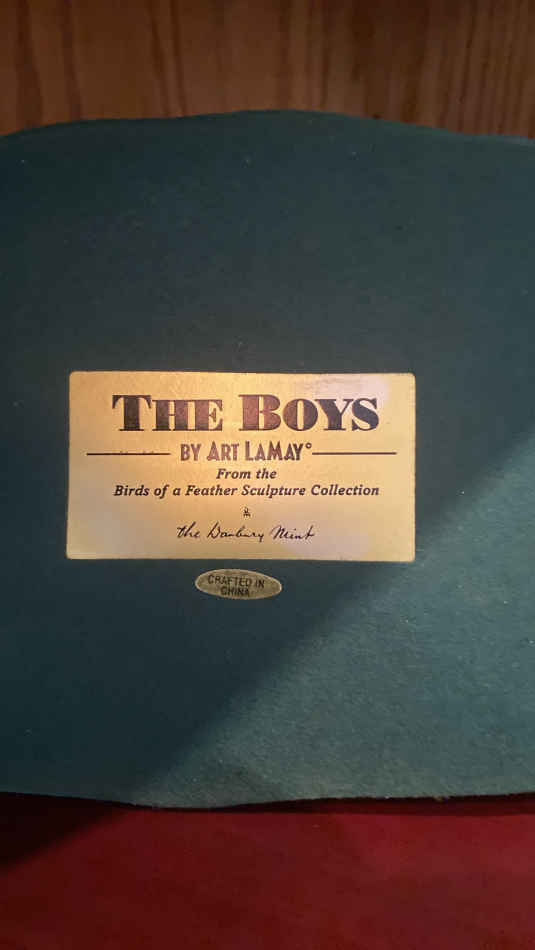 THE BOYS
BY ART LAMAY°
From the
Birds of a Feather Sculpture Collection
The Danbury Mint
CRAFTED IN
CHINA